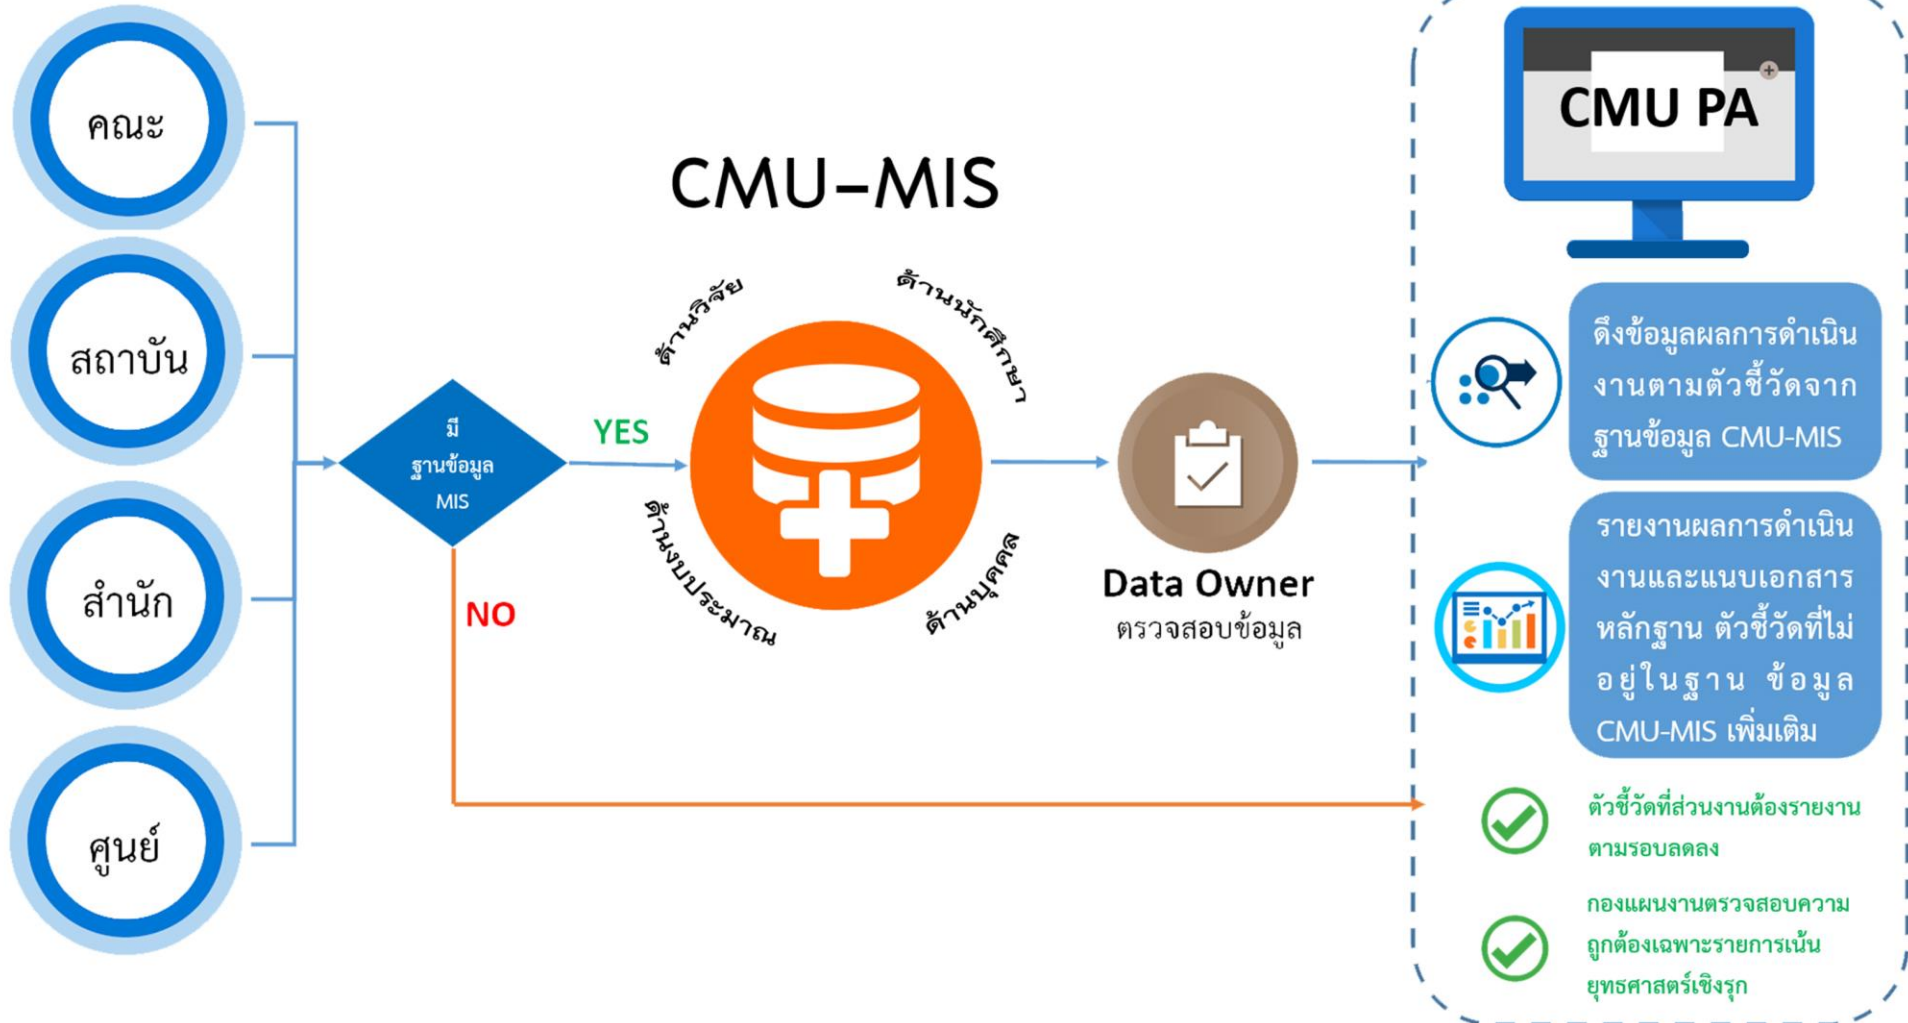 คณะ
สถาบัน
สำนัก
ศูนย์
มี
ฐานข้อมูล
MIS
YES
NO
CMU-MIS
ด้านวิจัย
ด้านนักศึกษา
ด้านงบประมาณ
ด้านบุคคล
Data Owner
ตรวจสอบข้อมูล
CMU PA
ดึงข้อมูลผลการดำเนิน
งานตามตัวชี้วัดจาก
ฐานข้อมูล CMU-MIS
รายงานผลการดำเนิน
งานและแนบเอกสาร
หลักฐาน ตัวชี้วัดที่ไม่
อยู่ในฐาน ข้อมูล
CMU-MIS เพิ่มเติม
ตัวชี้วัดที่ส่วนงานต้องรายงาน
ตามรอบลดลง
กองแผนงานตรวจสอบความ
ถูกต้องเฉพาะรายการเน้น
ยุทธศาสตร์เชิงรุก